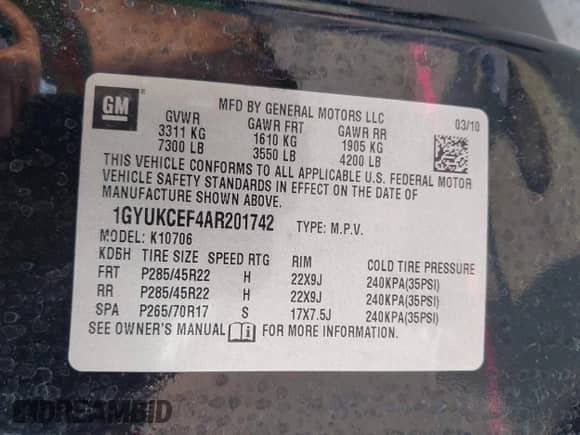 GM
MFD BY GENERAL MOTORS LLC
03/10
GVWR GAWR FRT GAWR RR
3311 KG 1610 KG 1905 KG
7300 LB 3550 LB 4200 LB
THIS VEHICLE CONFORMS TO ALL APPLICABLE U.S. FEDERAL MOTOR
VEHICLE SAFETY STANDARDS IN EFFECT ON THE DATE OF
MANUFACTURE SHOWN ABOVE.
1GYUKCEF4AR201742 TYPE: M.P.V.
MODEL: K10706
KD6H TIRE SIZE SPEED RTG RIM COLD TIRE PRESSURE
FRT P285/45R22 H 22X9J 240KPA(35PSI)
RR P285/45R22 H 22X9J 240KPA(35PSI)
SPA P265/70R17 S 17X7.5J 240KPA(35PSI)
SEE OWNER'S MANUAL FOR MORE INFORMATION.
DREAMBID